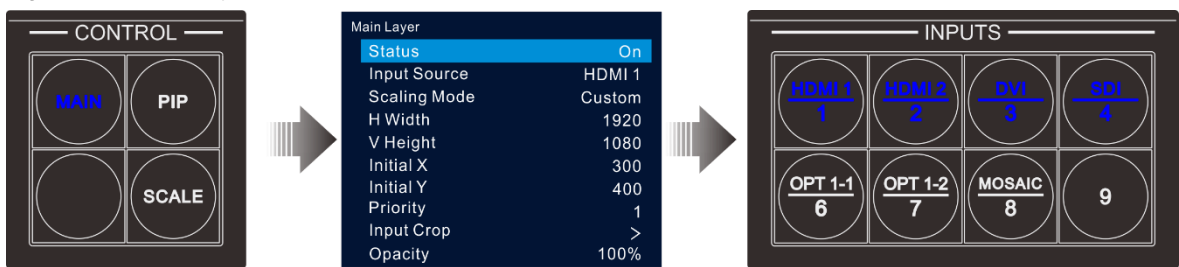 CONTROL
MAIN
PIP
SCALE
Main Layer
Status On
Input Source HDMI 1
Scaling Mode Custom
H Width 1920
V Height 1080
Initial X 300
Initial Y 400
Priority 1
Input Crop >
Opacity 100%
INPUTS
HDMI 1
1
HDMI 2
2
DVI
3
SDI
4
OPT 1-1
6
OPT 1-2
7
MOSAIC
8
9